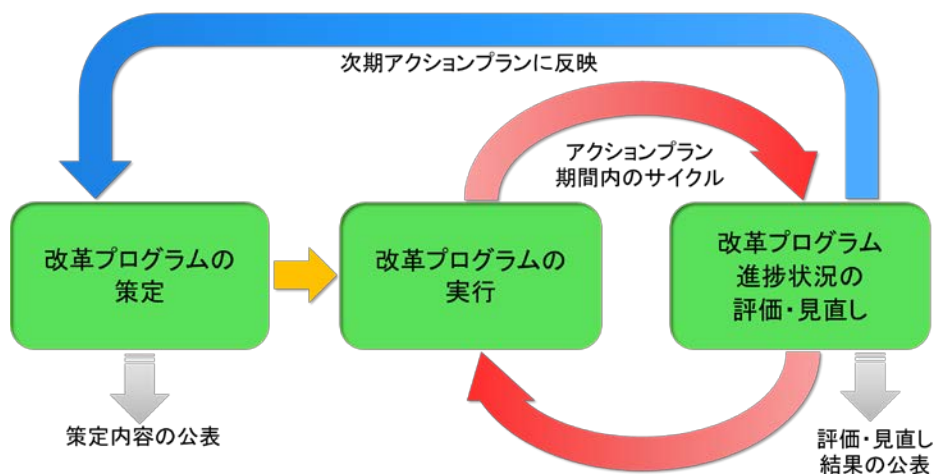 次期アクションプランに反映
アクションプラン
期間内のサイクル
改革プログラムの
策定
改革プログラムの
実行
改革プログラム
進捗状況の
評価・見直し
策定内容の公表
評価・見直し
結果の公表